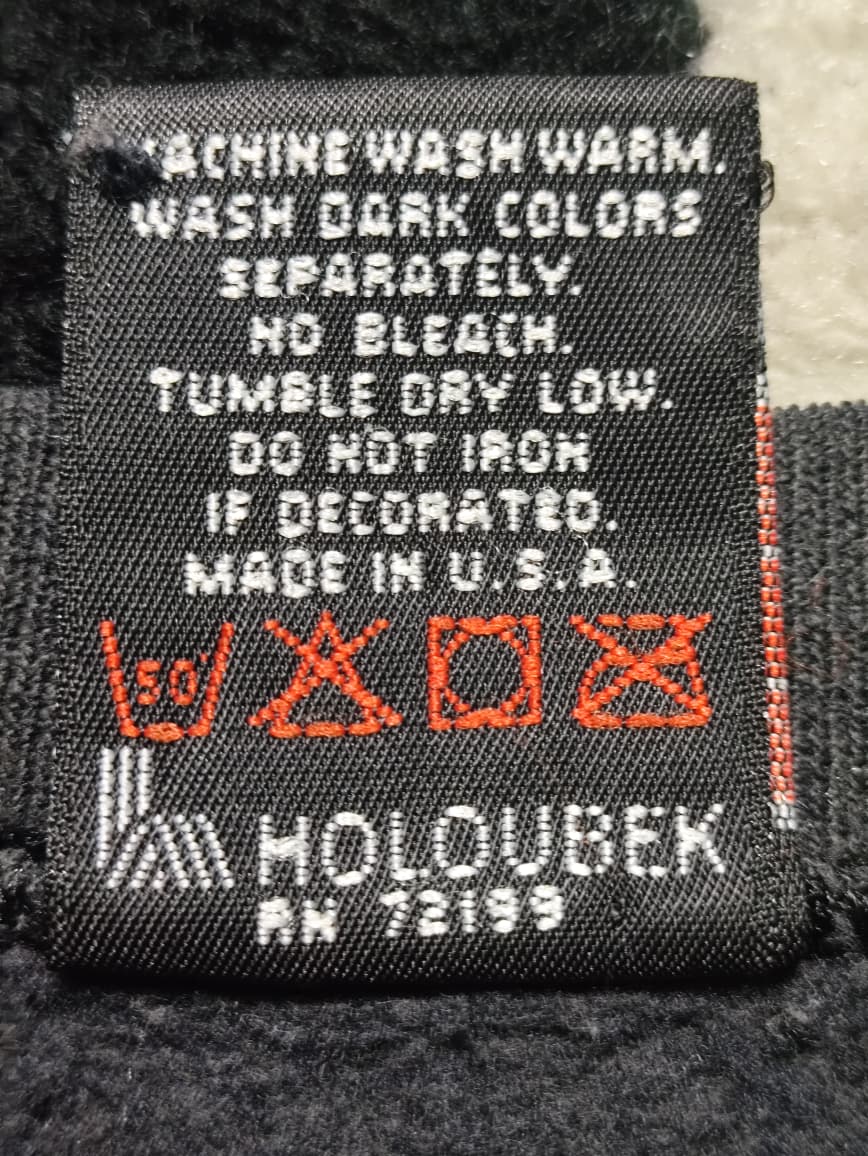 MACHINE WASH WARM.
WASH DARK COLORS
SEPARATELY.
NO BLEACH.
TUMBLE DRY LOW.
DO NOT IRON
IF DECORATED.
MADE IN U.S.A.
50°
HOLOUBEK
RN 72199